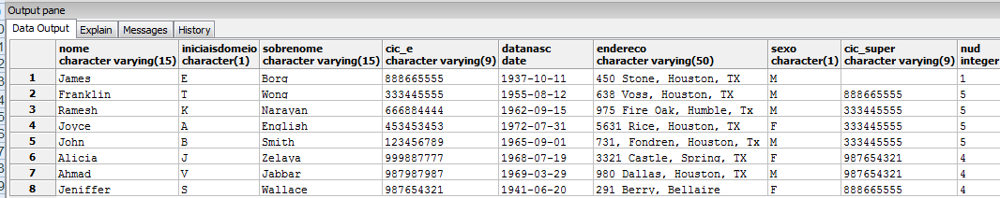 Output pane
Data Output Explain Messages History
nome iniciaisdomeio sobrenome cic_e datanasc endereco sexo cic_super nud
character varying(15) character(1) character varying(15) character varying(9) date character varying(50) character(1) character varying(9) integer
1 James E Borg 888665555 1937-10-11 450 Stone, Houston, TX M 1
2 Franklin T Wong 333445555 1955-08-12 638 Voss, Houston, TX M 888665555 5
3 Ramesh K Narayan 666884444 1962-09-15 975 Fire Oak, Humble, Tx M 333445555 5
4 Joyce A English 453453453 1972-07-31 5631 Rice, Houston, TX F 333445555 5
5 John B Smith 123456789 1965-09-01 731, Fondren, Houston, Tx M 333445555 5
6 Alicia J Zelaya 999887777 1968-07-19 3321 Castle, Spring, TX F 987654321 4
7 Ahmad V Jabbar 987987987 1969-03-29 980 Dallas, Houston, TX M 987654321 4
8 Jeniffer S Wallace 987654321 1941-06-20 291 Berry, Bellaire F 888665555 4